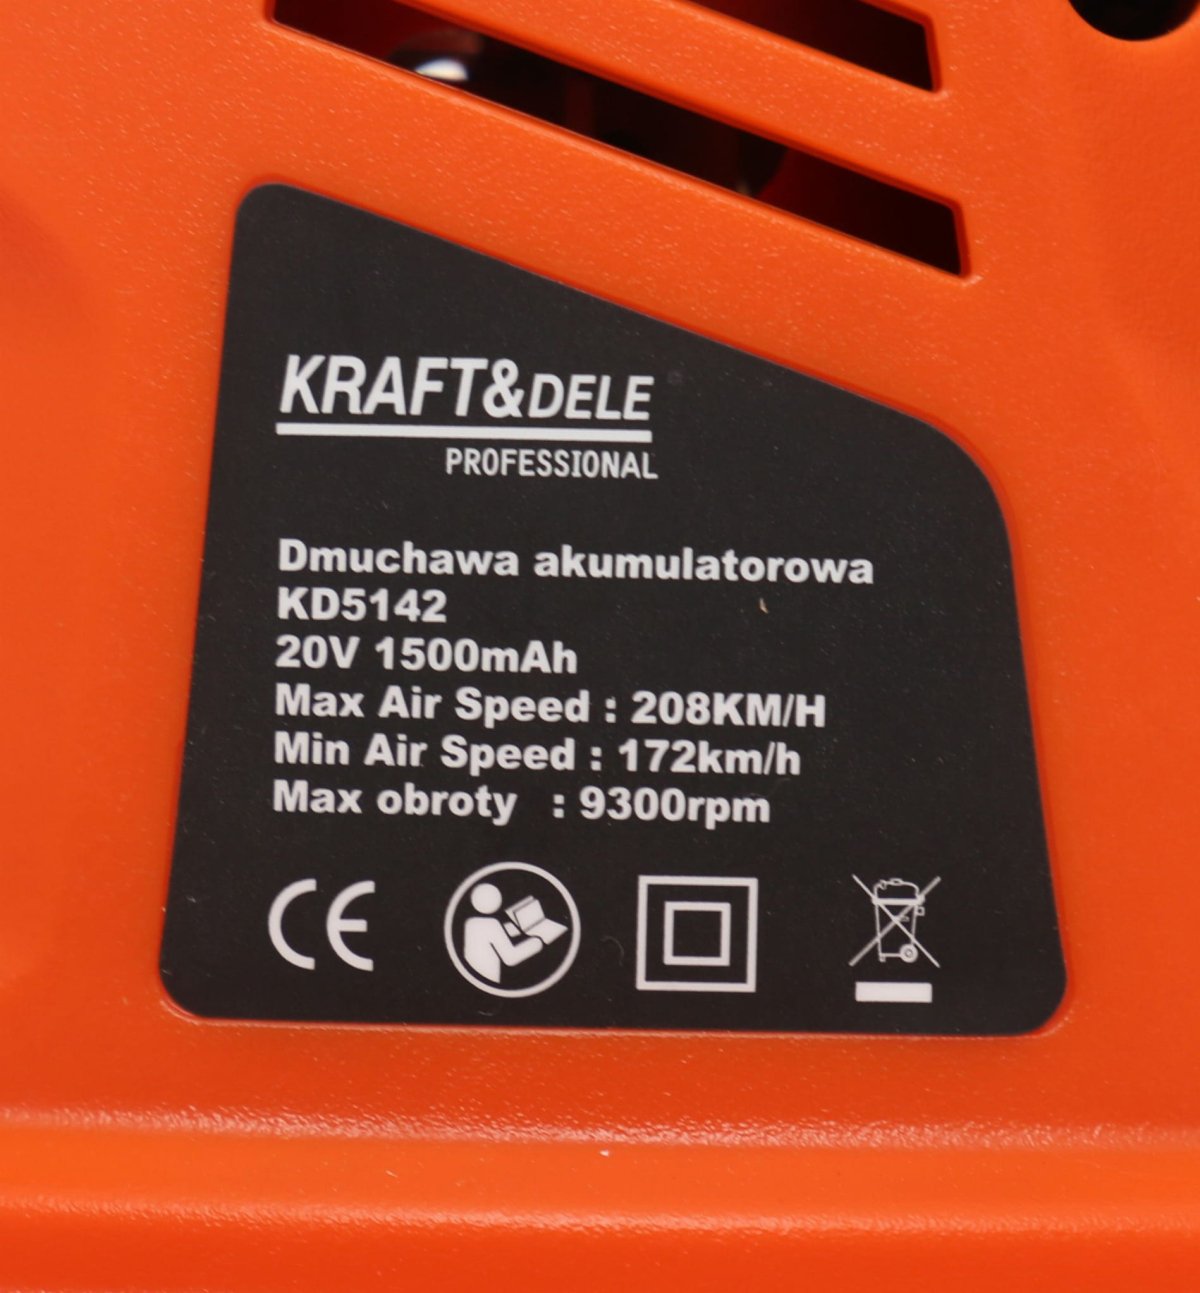 KRAFT&DELE
PROFESSIONAL
Dmuchawa akumulatorowa
KD5142
20V 1500mAh
Max Air Speed : 208KM/H
Min Air Speed : 172km/h
Max obroty : 9300rpm
CE